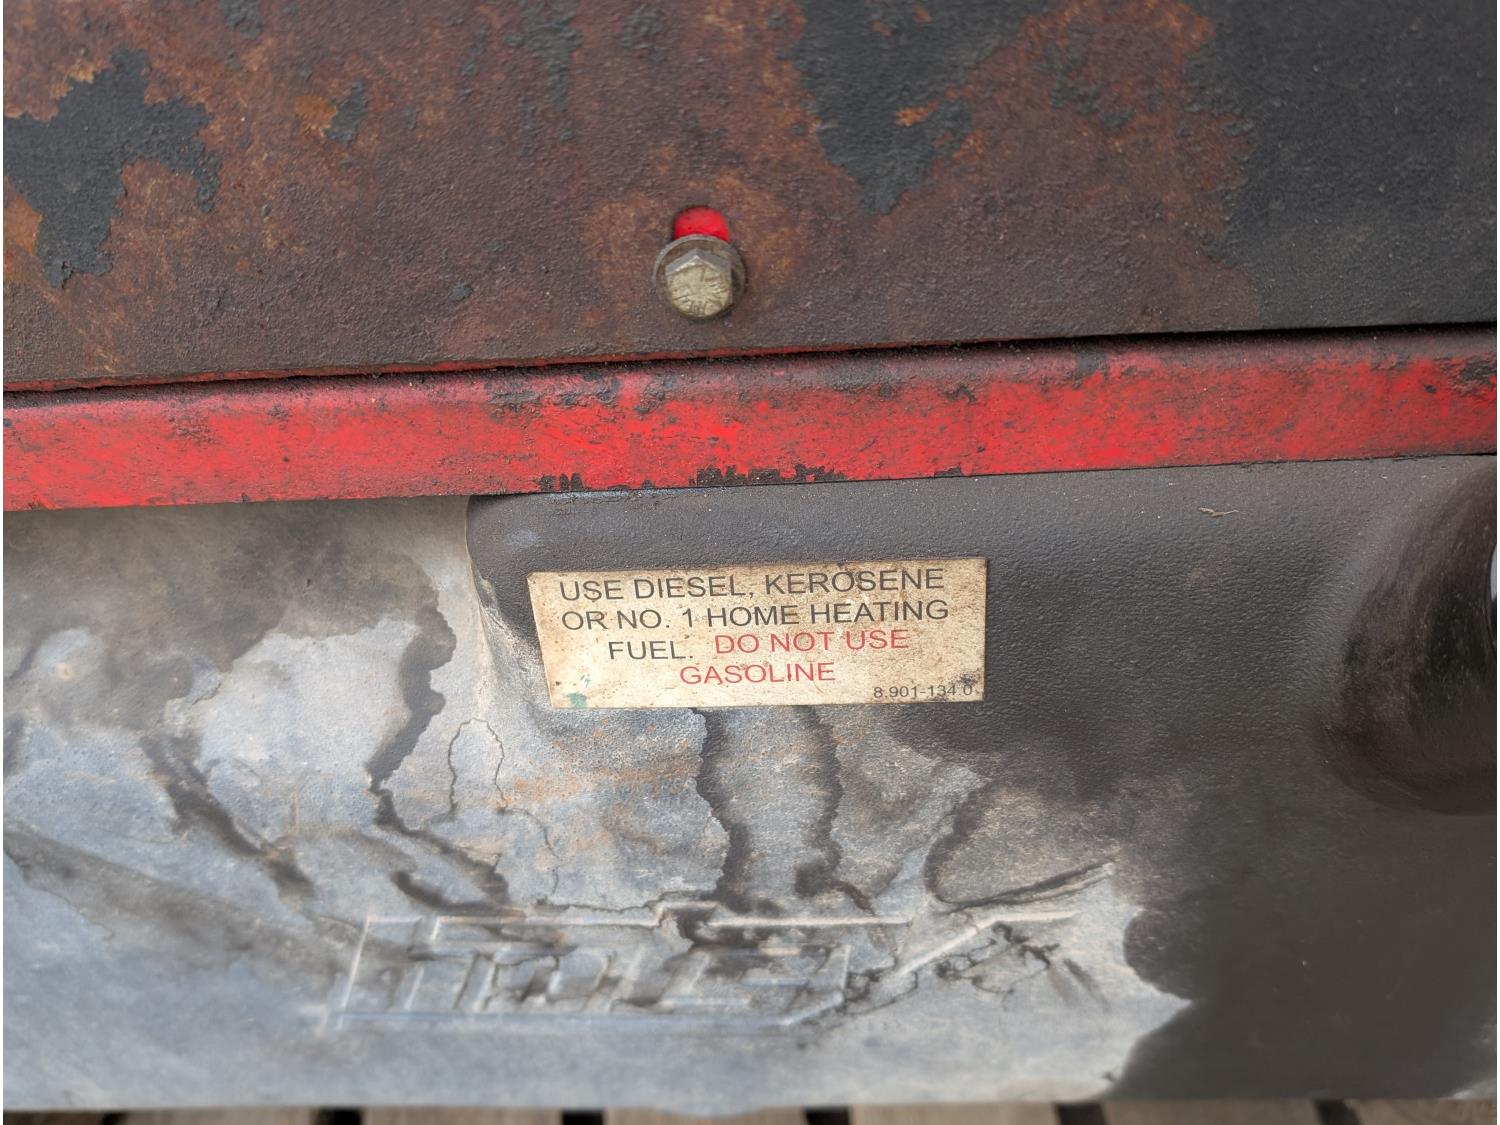 USE DIESEL, KEROSENE
OR NO. 1 HOME HEATING
FUEL. DO NOT USE
GASOLINE
8.901-134.0